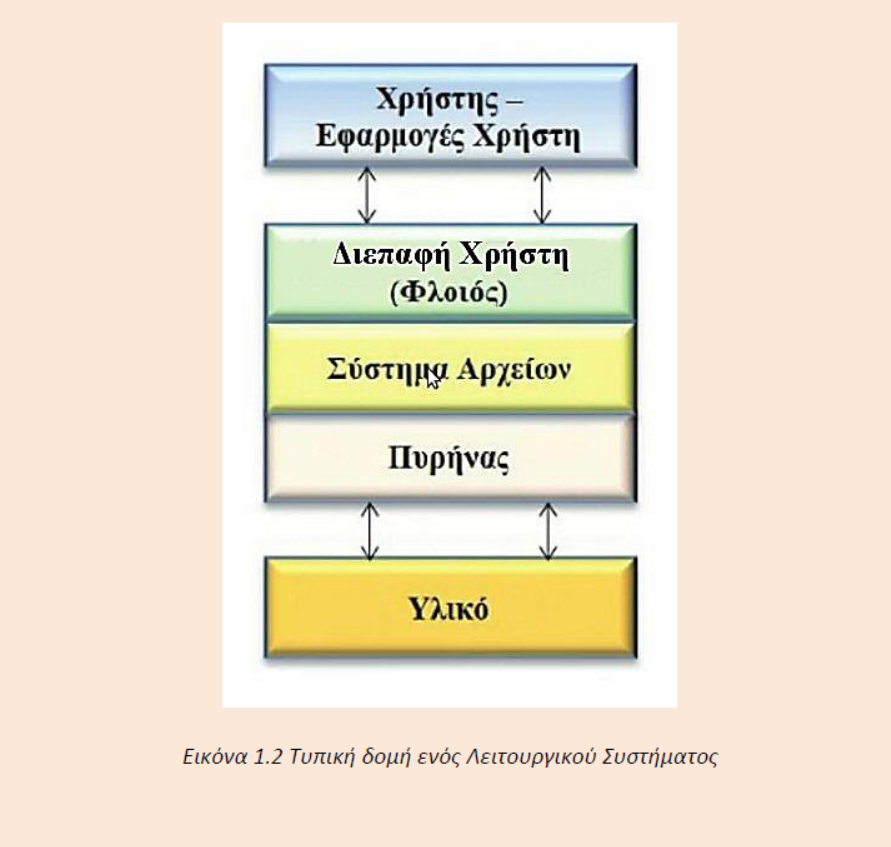 Χρήστης –
Εφαρμογές Χρήστη
Διεπαφή Χρήστη
(Φλοιός)
Σύστημα Αρχείων
Πυρήνας
Υλικό
Εικόνα 1.2 Τυπική δομή ενός Λειτουργικού Συστήματος